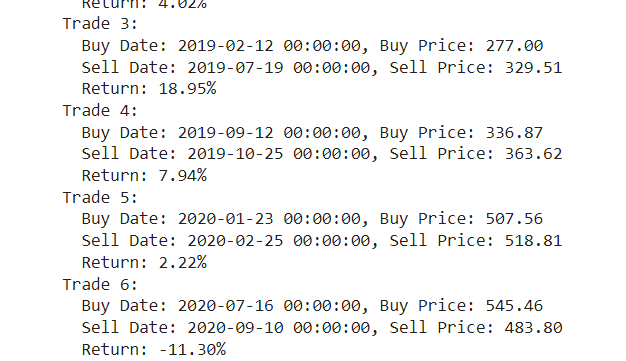 Return: 4.02%
Trade 3:
Buy Date: 2019-02-12 00:00:00, Buy Price: 277.00
Sell Date: 2019-07-19 00:00:00, Sell Price: 329.51
Return: 18.95%
Trade 4:
Buy Date: 2019-09-12 00:00:00, Buy Price: 336.87
Sell Date: 2019-10-25 00:00:00, Sell Price: 363.62
Return: 7.94%
Trade 5:
Buy Date: 2020-01-23 00:00:00, Buy Price: 507.56
Sell Date: 2020-02-25 00:00:00, Sell Price: 518.81
Return: 2.22%
Trade 6:
Buy Date: 2020-07-16 00:00:00, Buy Price: 545.46
Sell Date: 2020-09-10 00:00:00, Sell Price: 483.80
Return: -11.30%